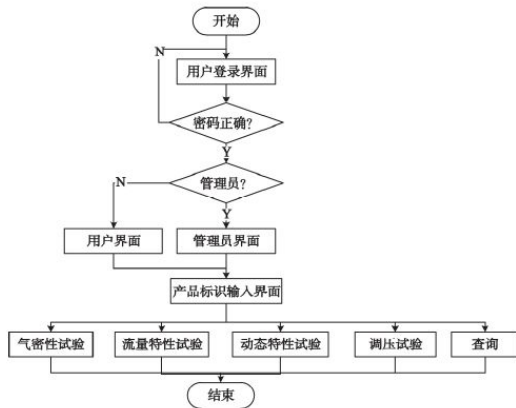 开始
N
用户登录界面
密码正确?
Y
管理员?
N
Y
用户界面
管理员界面
产品标识输入界面
气密性试验
流量特性试验
动态特性试验
调压试验
查询
结束